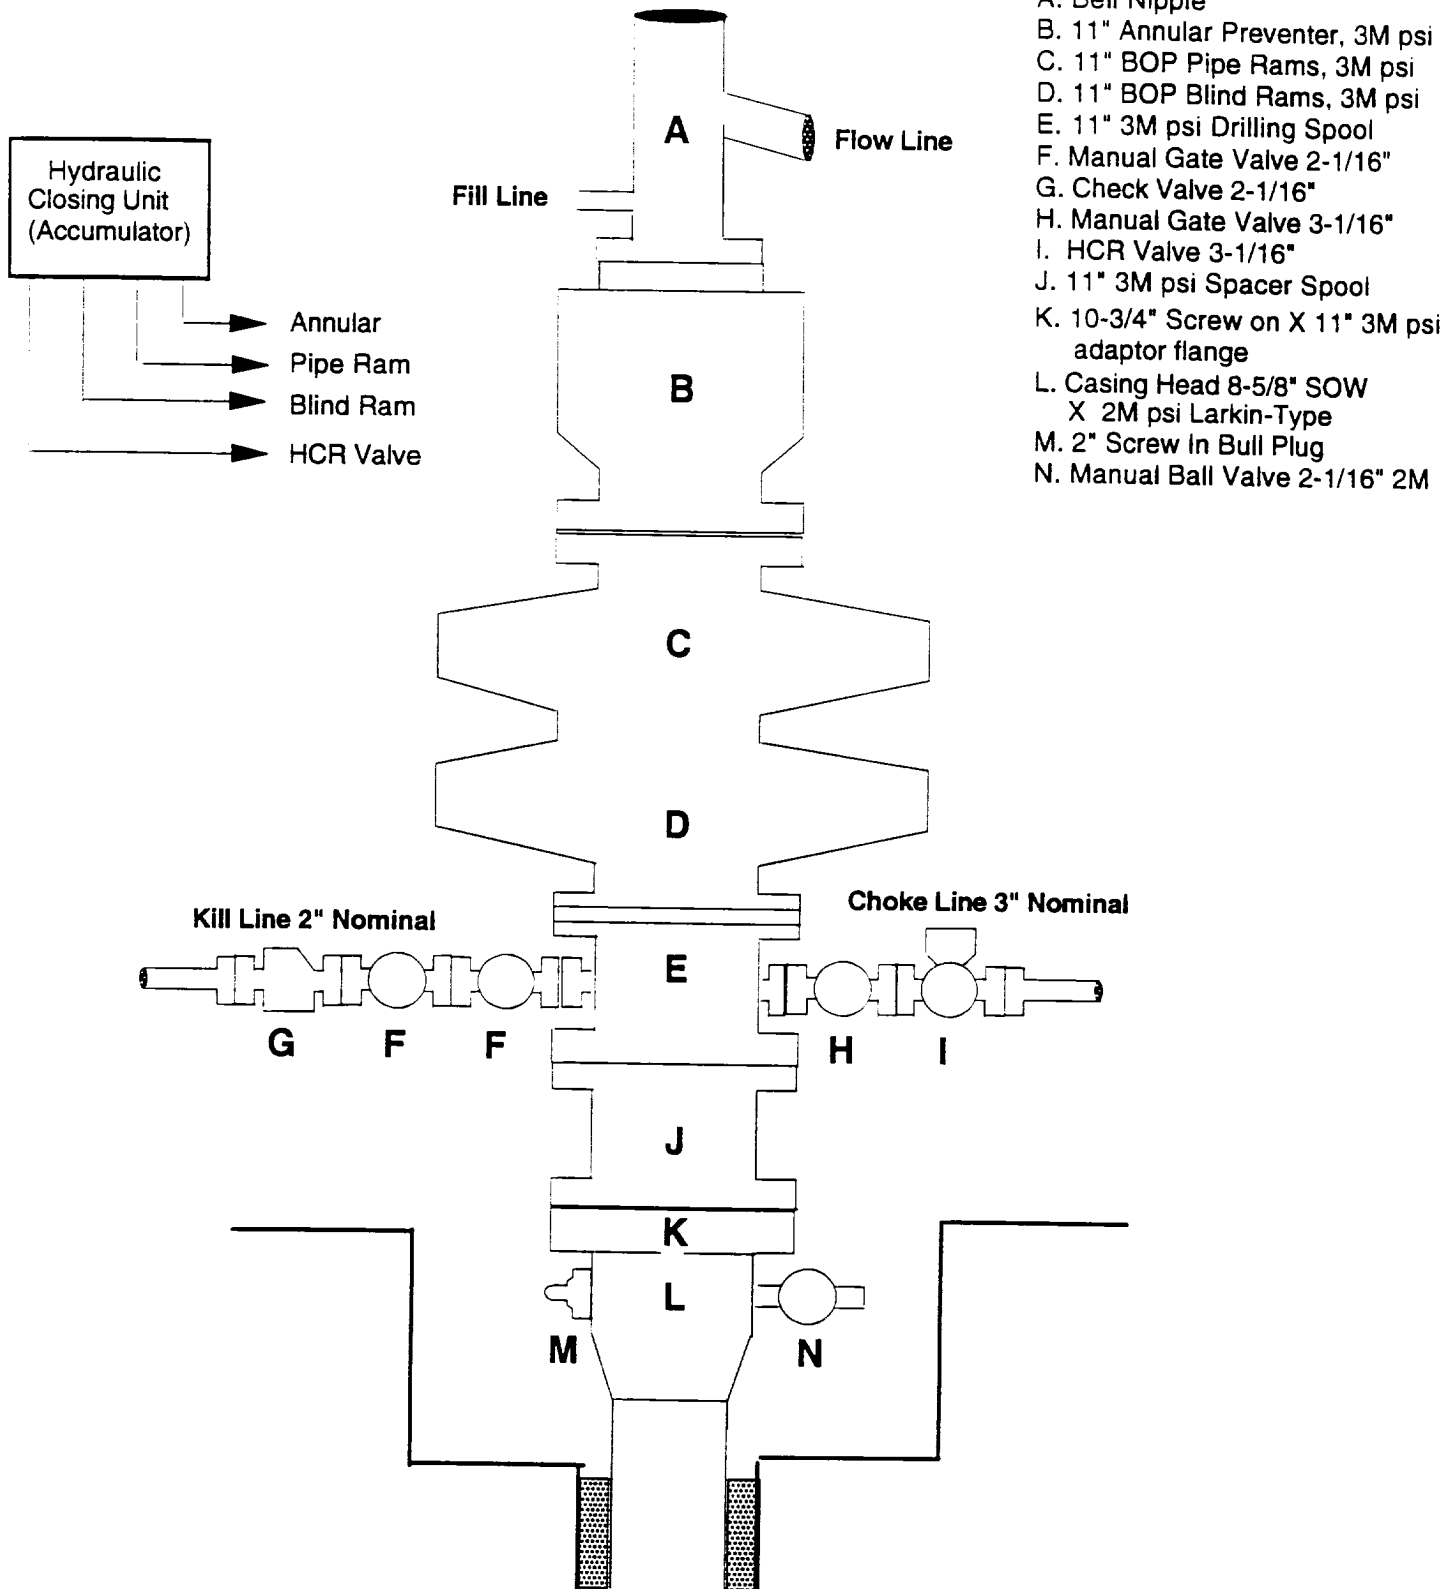 A. Bell Nipple
B. 11" Annular Preventer, 3M psi
C. 11" BOP Pipe Rams, 3M psi
D. 11" BOP Blind Rams, 3M psi
E. 11" 3M psi Drilling Spool
F. Manual Gate Valve 2-1/16"
G. Check Valve 2-1/16"
H. Manual Gate Valve 3-1/16"
I. HCR Valve 3-1/16"
J. 11" 3M psi Spacer Spool
K. 10-3/4" Screw on X 11" 3M psi
adaptor flange
L. Casing Head 8-5/8" SOW
X 2M psi Larkin-Type
M. 2" Screw In Bull Plug
N. Manual Ball Valve 2-1/16" 2M
Hydraulic
Closing Unit
(Accumulator)
Annular
Pipe Ram
Blind Ram
HCR Valve
A
Flow Line
Fill Line
B
C
D
Kill Line 2" Nominal
Choke Line 3" Nominal
E
G
F
F
H
I
J
K
L
M
N